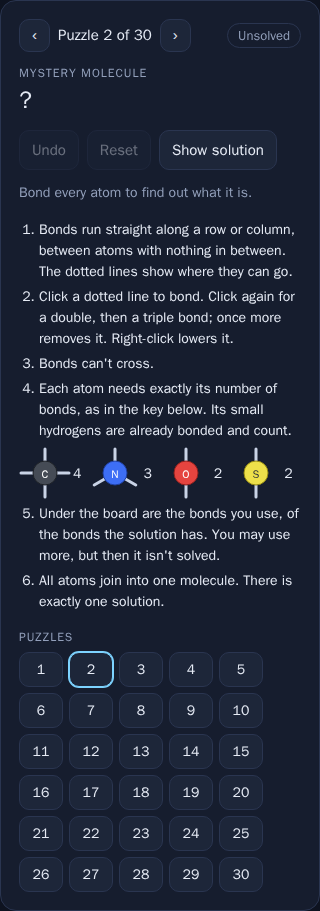 ‹ Puzzle 2 of 30 › Unsolved
MYSTERY MOLECULE
?
Undo Reset Show solution
Bond every atom to find out what it is.
1. Bonds run straight along a row or column,
between atoms with nothing in between.
The dotted lines show where they can go.
2. Click a dotted line to bond. Click again for
a double, then a triple bond; once more
removes it. Right-click lowers it.
3. Bonds can't cross.
4. Each atom needs exactly its number of
bonds, as in the key below. Its small
hydrogens are already bonded and count.
C 4 N 3 O 2 S 2
5. Under the board are the bonds you use, of
the bonds the solution has. You may use
more, but then it isn't solved.
6. All atoms join into one molecule. There is
exactly one solution.
PUZZLES
1 2 3 4 5
6 7 8 9 10
11 12 13 14 15
16 17 18 19 20
21 22 23 24 25
26 27 28 29 30